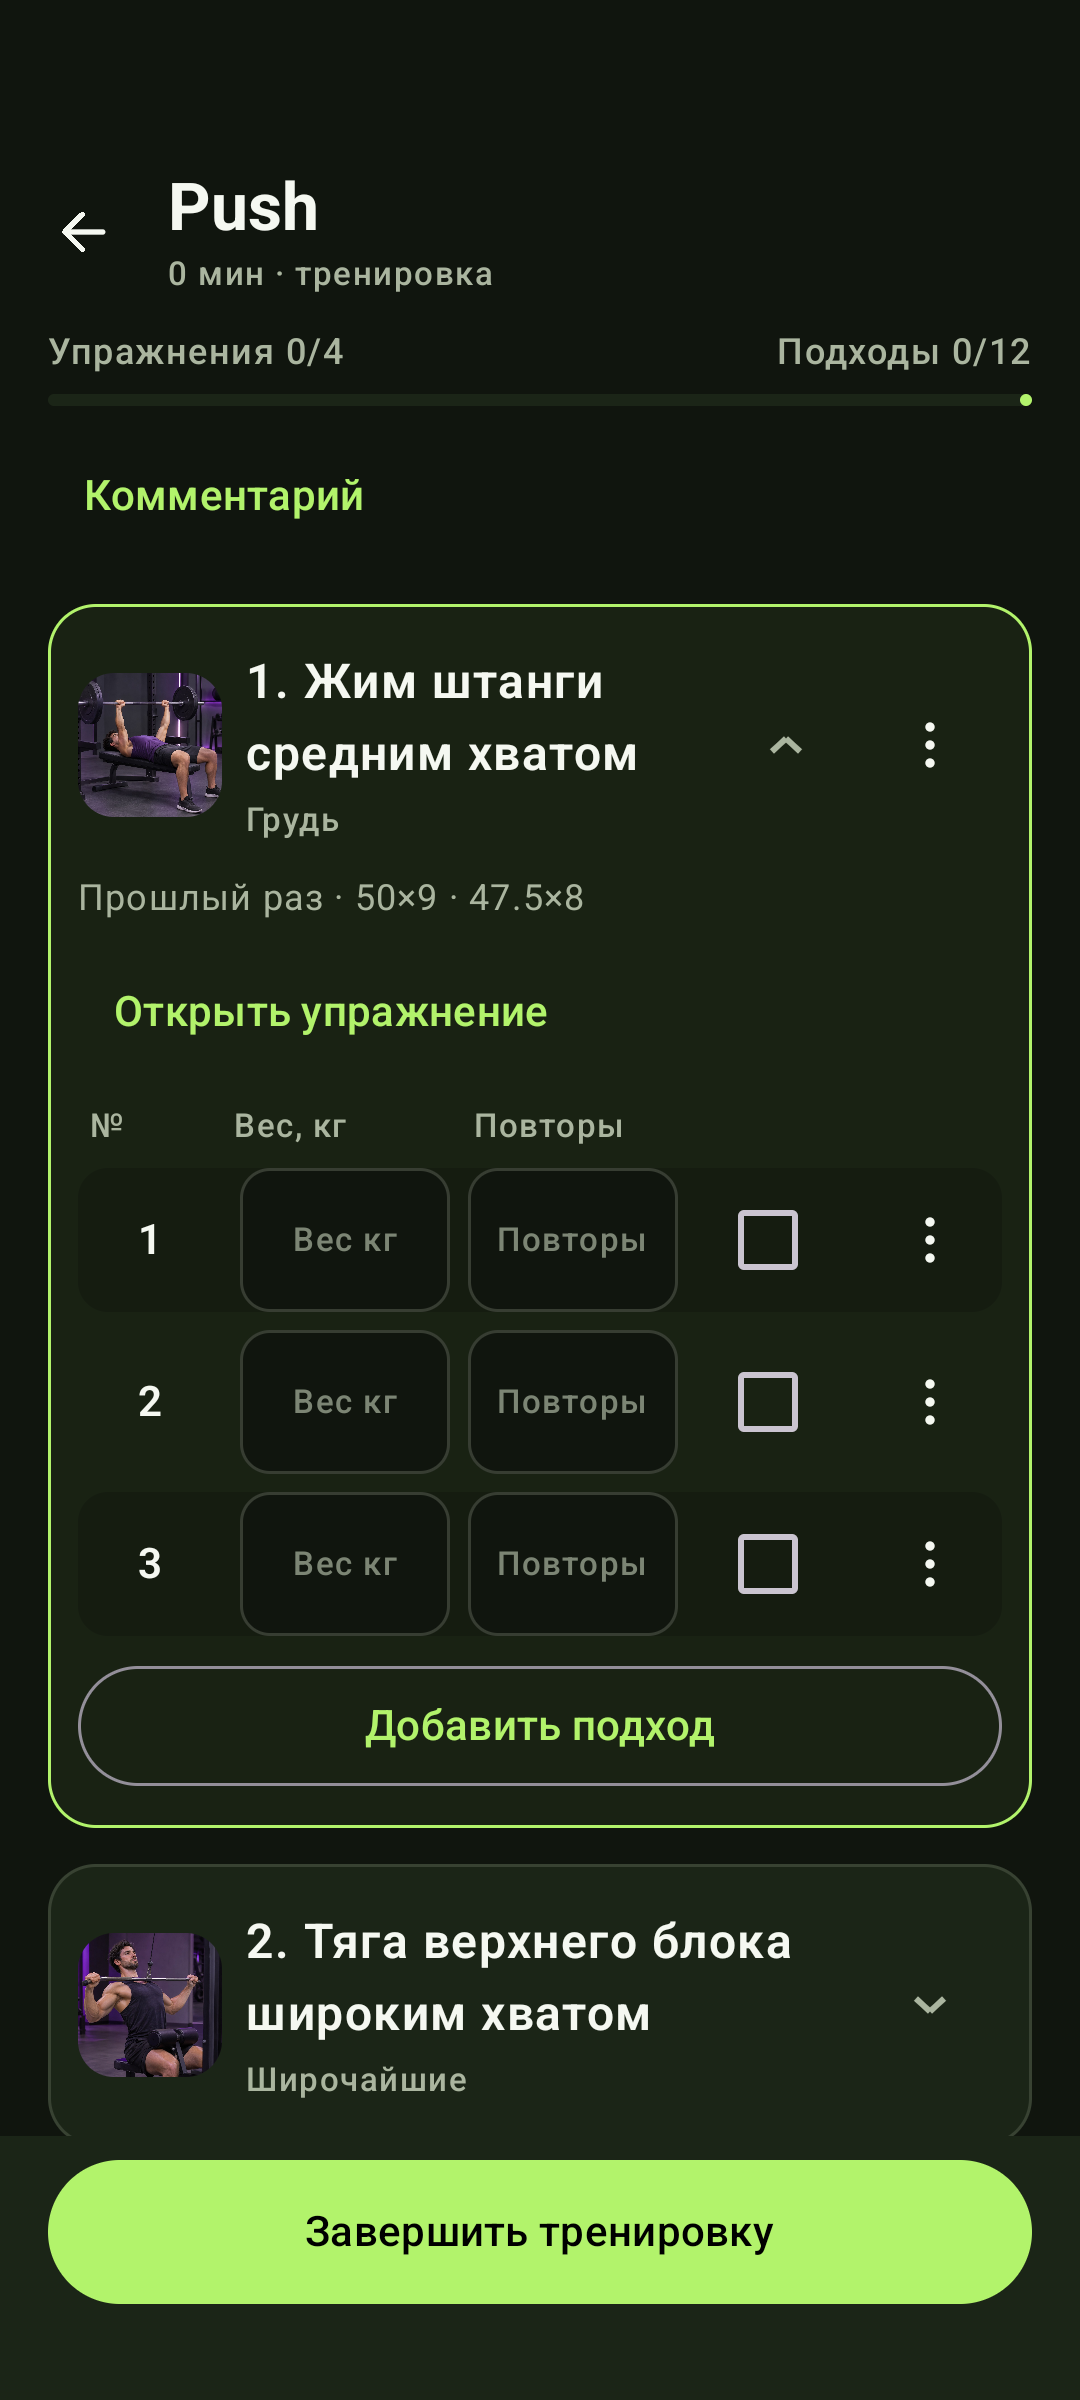 Push
0 мин · тренировка
Упражнения 0/4
Подходы 0/12
Комментарий
1. Жим штанги
средним хватом
Грудь
Прошлый раз · 50×9 · 47.5×8
Открыть упражнение
№ Вес, кг Повторы
1 Вес кг Повторы
2 Вес кг Повторы
3 Вес кг Повторы
Добавить подход
2. Тяга верхнего блока
широким хватом
Широчайшие
Завершить тренировку